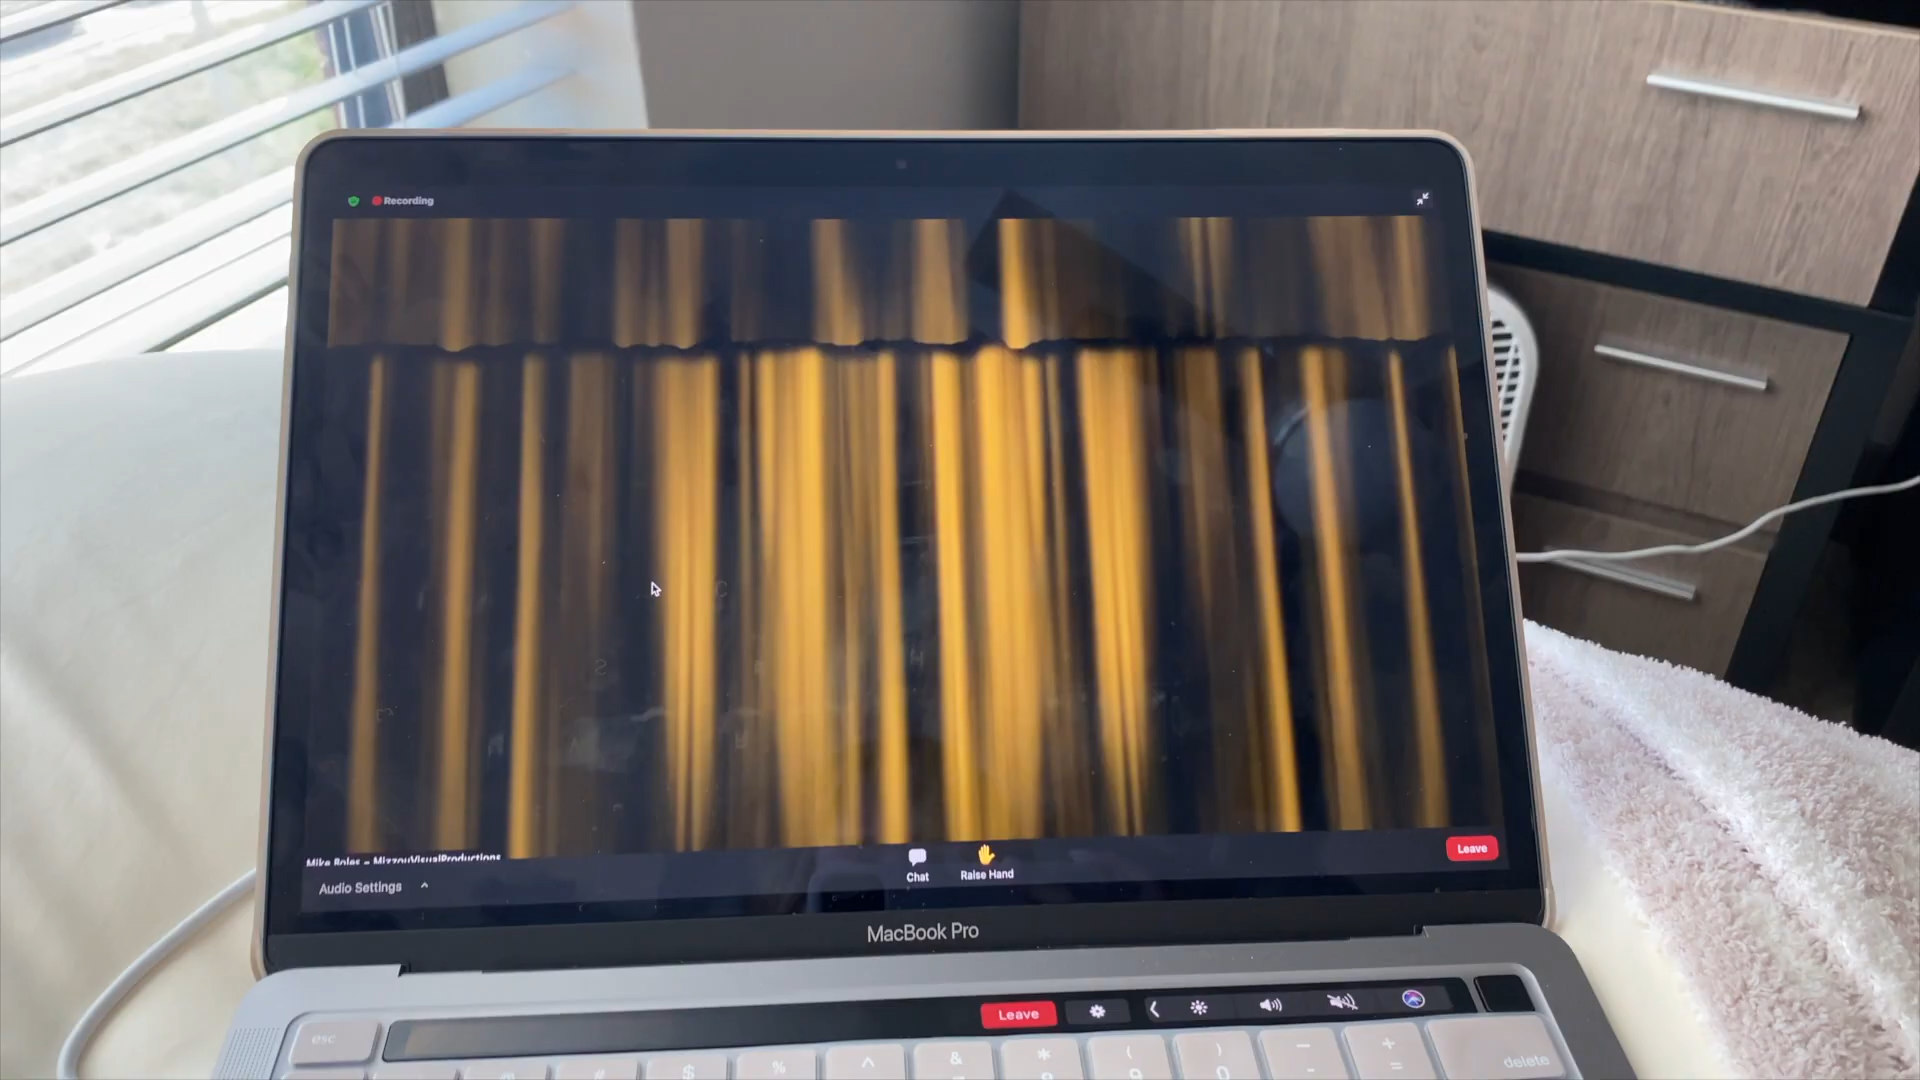 Recording
Mike Boles - MizzouVisualProductions
Audio Settings
Chat
Raise Hand
Leave
MacBook Pro
Leave
esc
# $ % ^ & * ( ) - +
=
delete